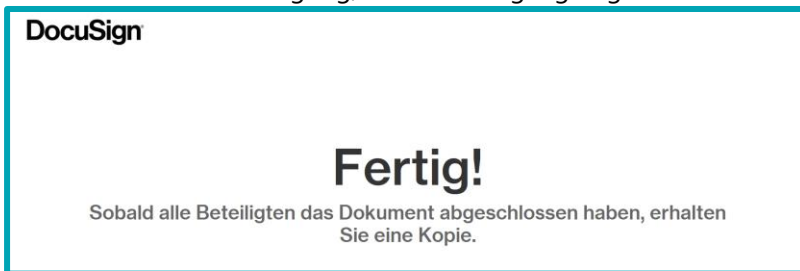 DocuSign
Fertig!
Sobald alle Beteiligten das Dokument abgeschlossen haben, erhalten
Sie eine Kopie.